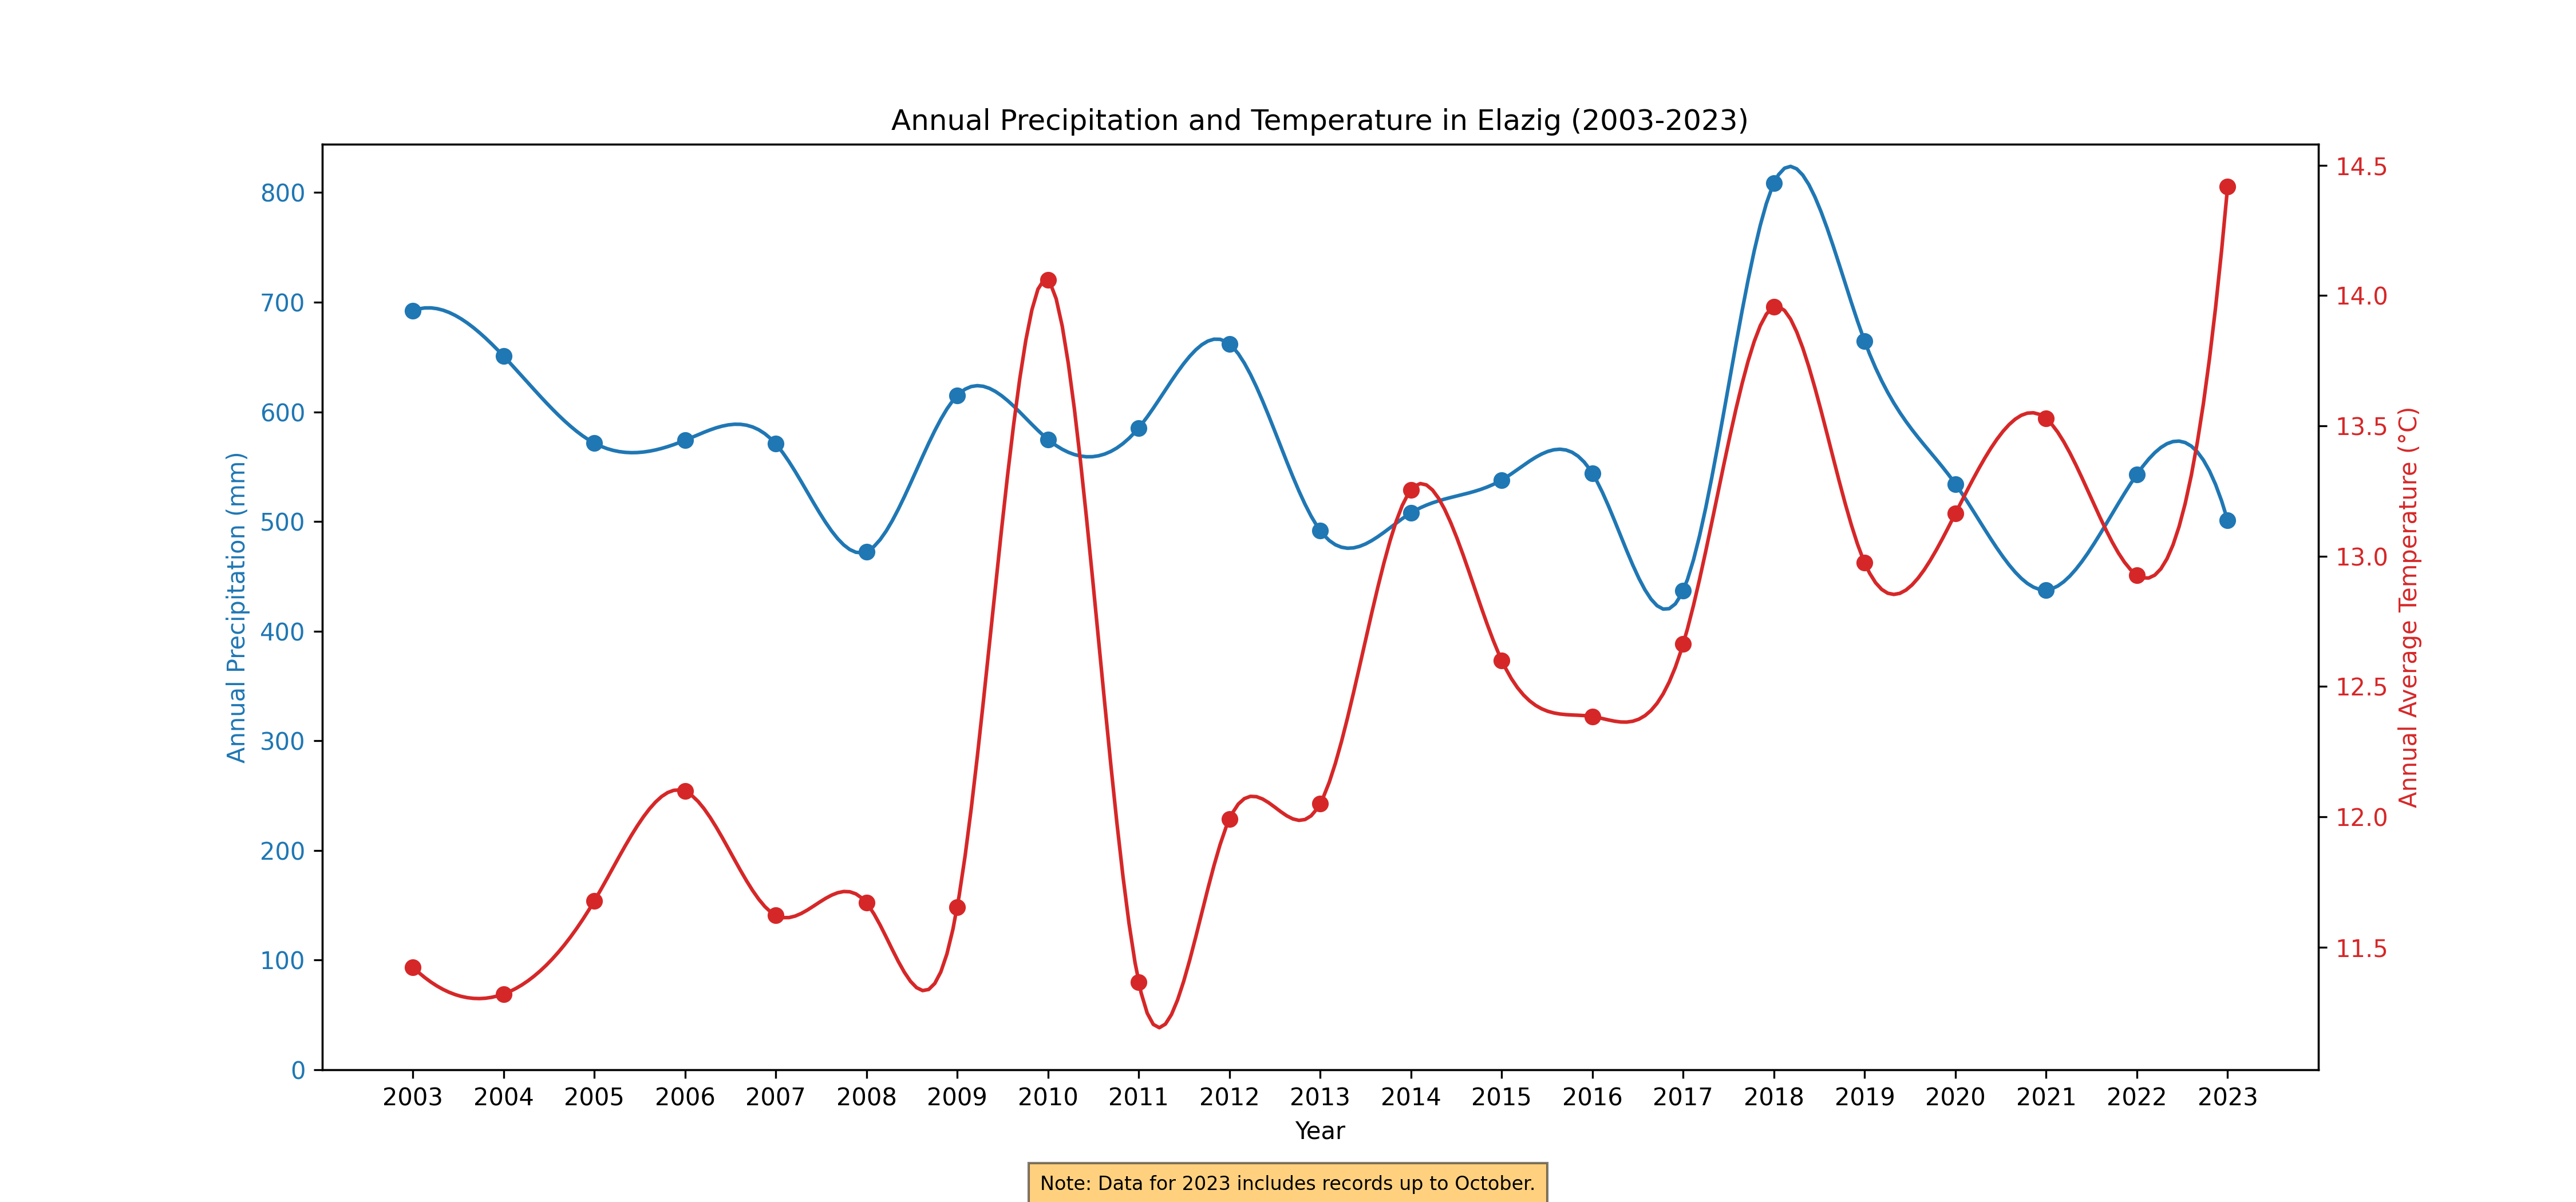 Annual Precipitation and Temperature in Elazig (2003-2023)
Annual Precipitation (mm)
800
700
600
500
400
300
200
100
0
14.5
14.0
13.5
13.0
12.5
12.0
11.5
Annual Average Temperature (°C)
2003 2004 2005 2006 2007 2008 2009 2010 2011 2012 2013 2014 2015 2016 2017 2018 2019 2020 2021 2022 2023
Year
Note: Data for 2023 includes records up to October.